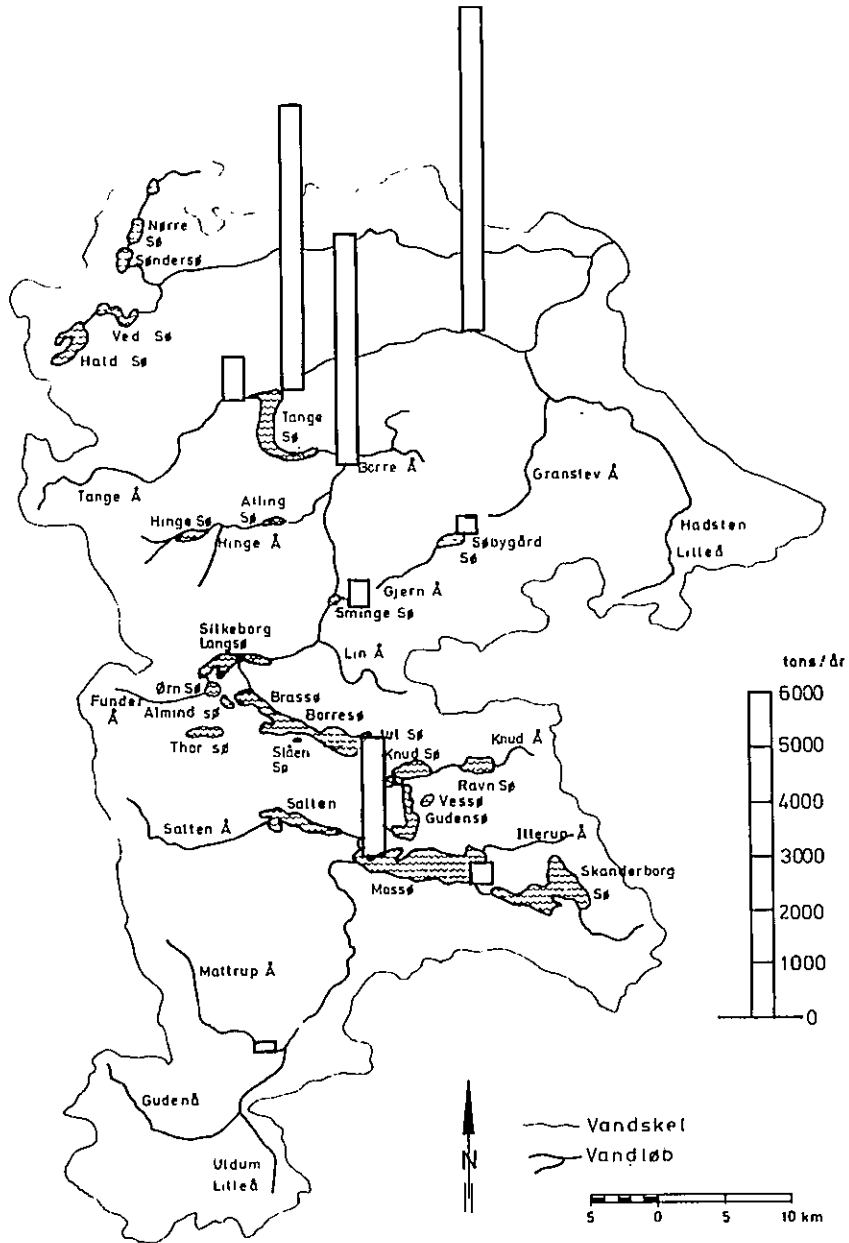 Nørre
Sø
Søndersø
Ved Sø
Hald Sø
Tange
Sø
Borre Å
Tange Å
Alling
Sø
Hinge Sø
Hinge Å
Granslev Å
Søbygård
Sø
Hadsten
Lilleå
Gjern Å
Sminge Sø
Silkeborg
Langsø
Lin Å
Ørn Sø
Funder
Å
Almind sø
Brassø
Borresø
Thor sø
Slåen
Sø
Jul Sø
Knud Sø
Knud Å
Ravn Sø
Vessø
Gudensø
Salten
Salten Å
Illerup Å
Mossø
Skanderborg
Sø
Mattrup Å
Gudenå
Uldum
Lilleå
tons/år
6000
5000
4000
3000
2000
1000
0
N
Vandskel
Vandløb
5 0 5 10 km